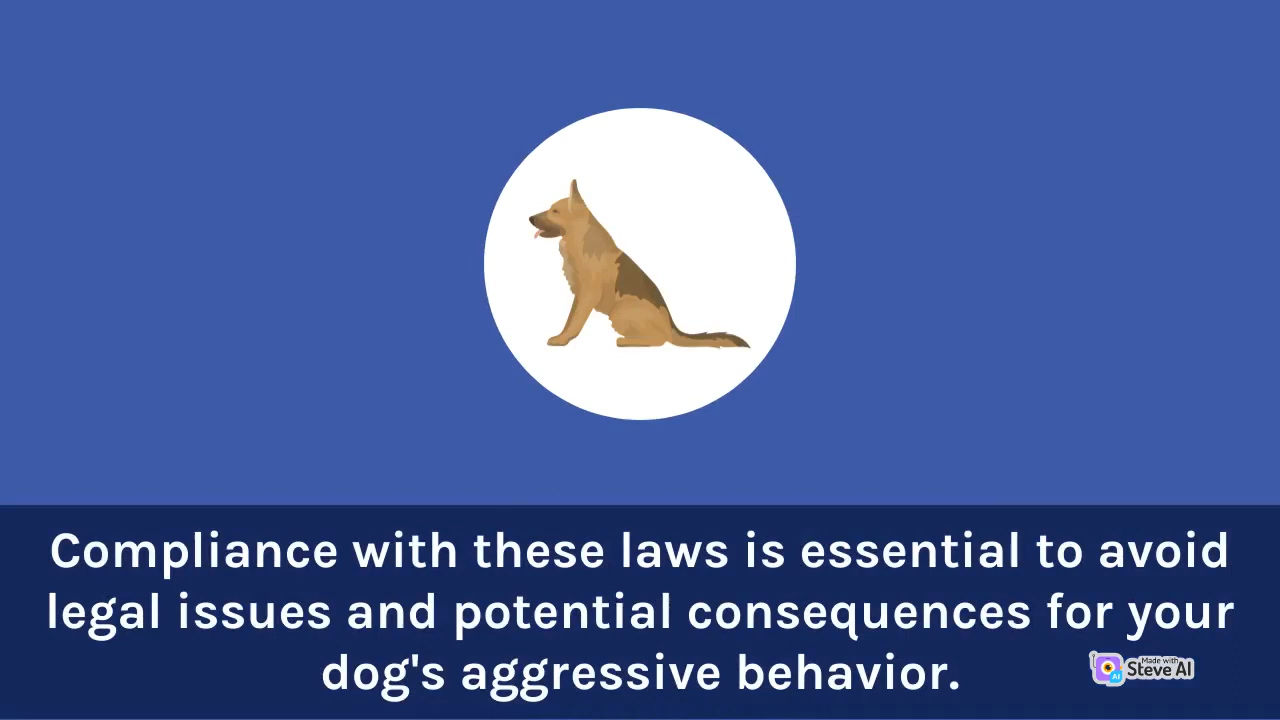 Compliance with these laws is essential to avoid
legal issues and potential consequences for your
dog's aggressive behavior.
Made with
Steve AI
AI